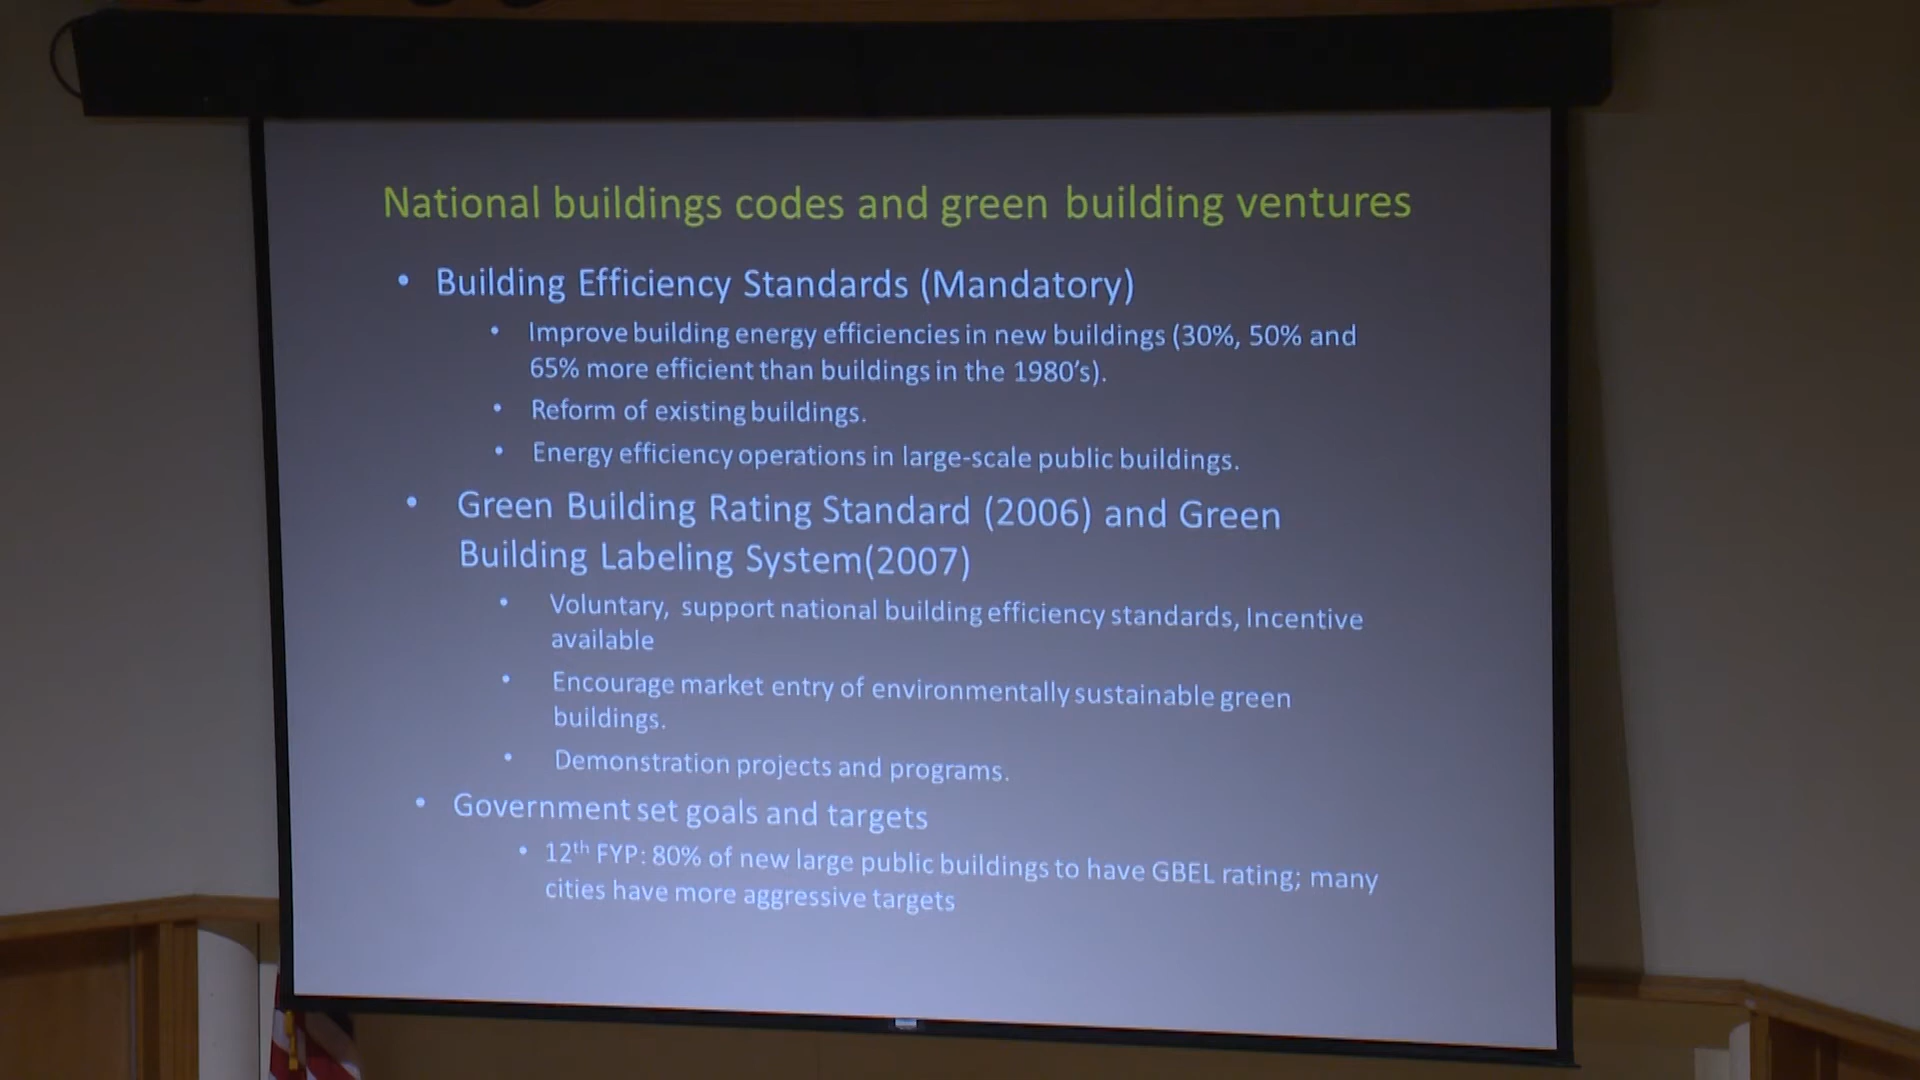 National buildings codes and green building ventures
• Building Efficiency Standards (Mandatory)
• Improve building energy efficiencies in new buildings (30%, 50% and
65% more efficient than buildings in the 1980's).
• Reform of existing buildings.
• Energy efficiency operations in large-scale public buildings.
• Green Building Rating Standard (2006) and Green
Building Labeling System(2007)
• Voluntary, support national building efficiency standards, Incentive
available
• Encourage market entry of environmentally sustainable green
buildings.
• Demonstration projects and programs.
• Government set goals and targets
• 12th FYP: 80% of new large public buildings to have GBEL rating; many
cities have more aggressive targets